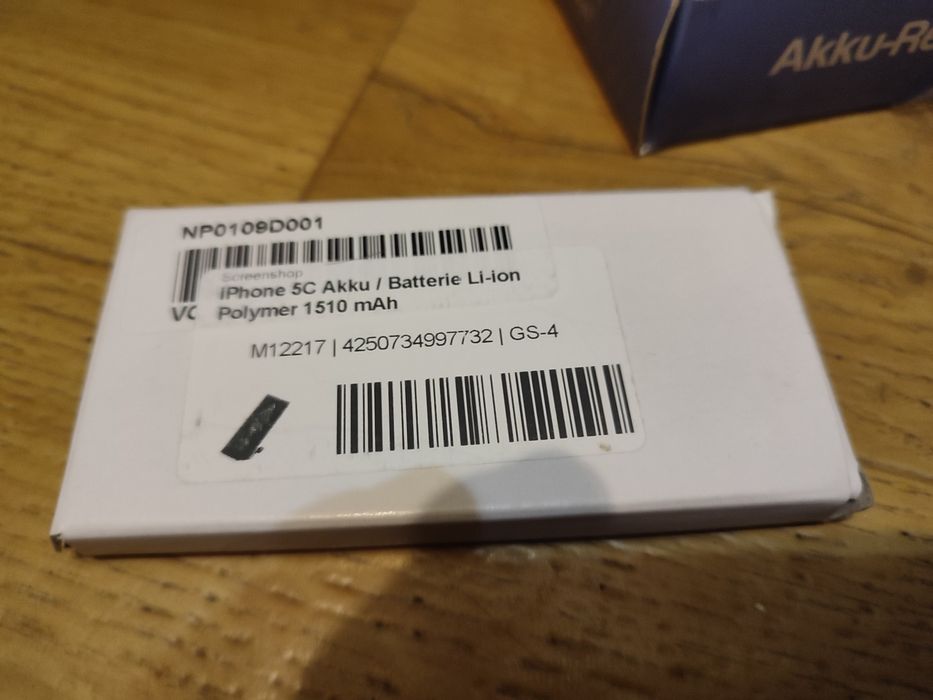 Akku-Re
NP0109D001
Screenshop
iPhone 5C Akku / Batterie Li-ion
VC Polymer 1510 mAh
M12217 | 4250734997732 | GS-4